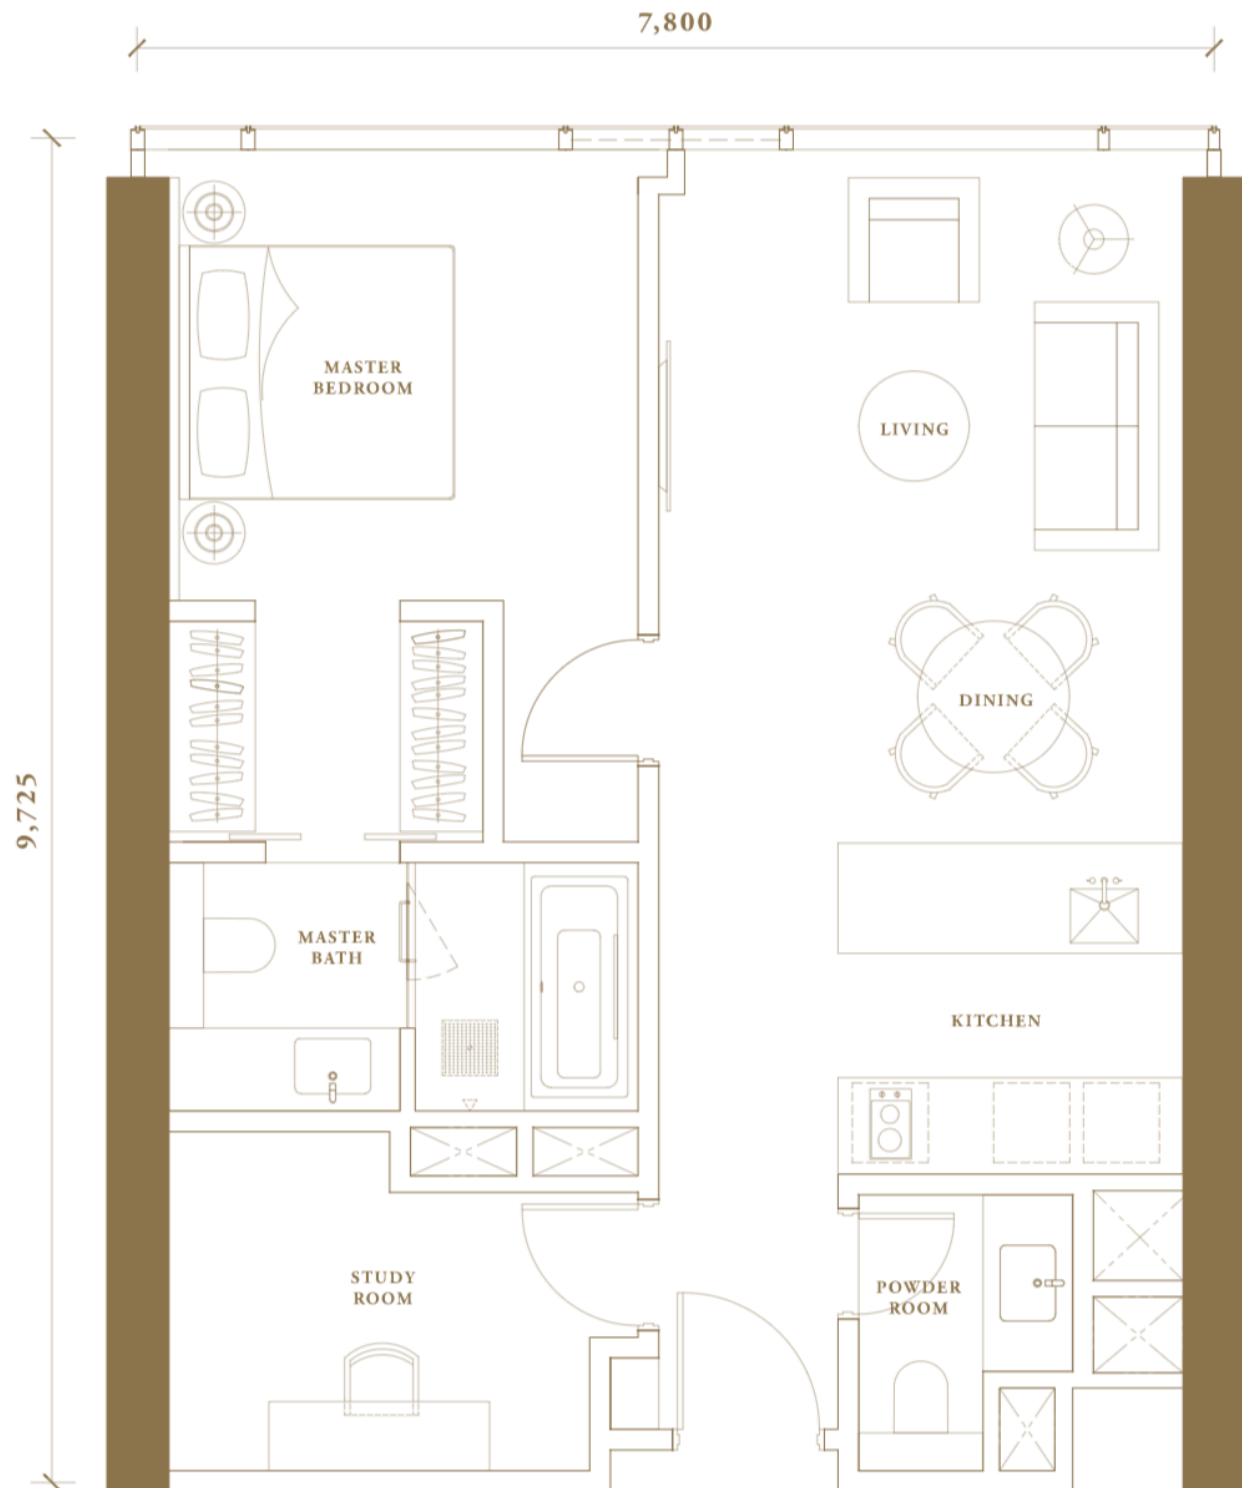 7,800
MASTER
BEDROOM
LIVING
DINING
9,725
MASTER
BATH
KITCHEN
STUDY
ROOM
POWDER
ROOM